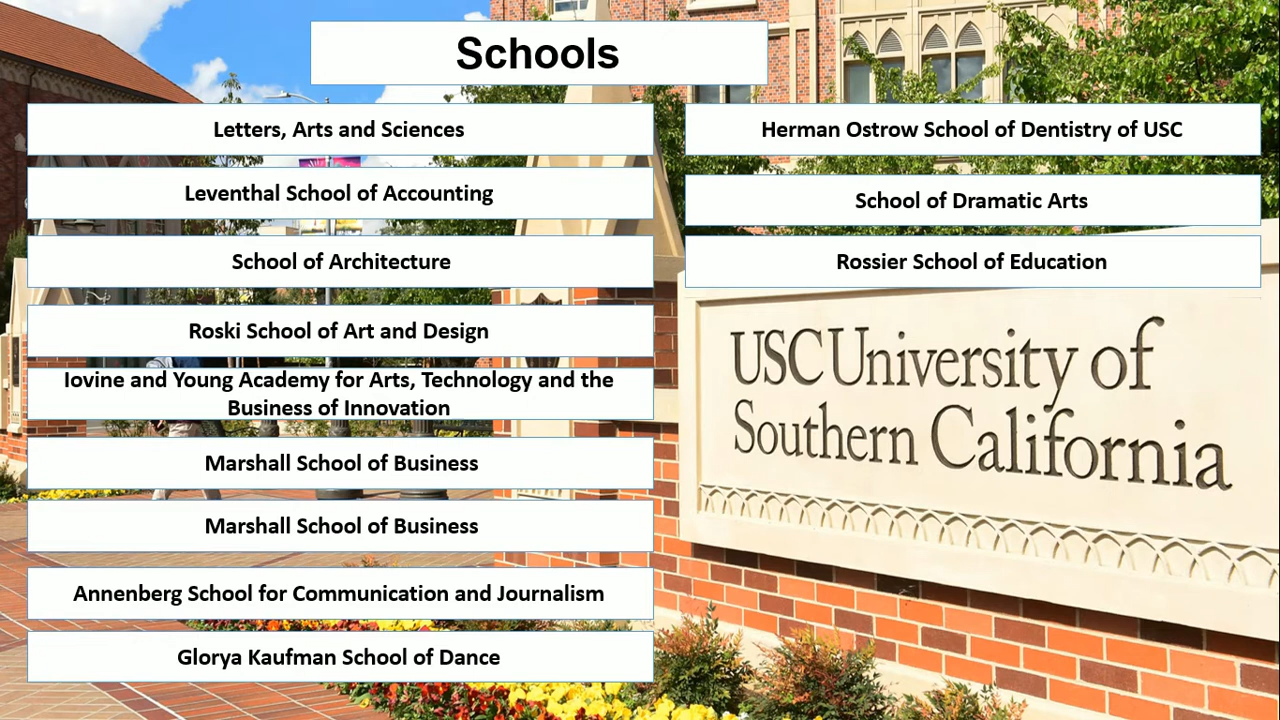 Schools
Letters, Arts and Sciences
Leventhal School of Accounting
School of Architecture
Roski School of Art and Design
Iovine and Young Academy for Arts, Technology and the
Business of Innovation
Marshall School of Business
Marshall School of Business
Annenberg School for Communication and Journalism
Glorya Kaufman School of Dance
Herman Ostrow School of Dentistry of USC
School of Dramatic Arts
Rossier School of Education
USC University of
Southern California